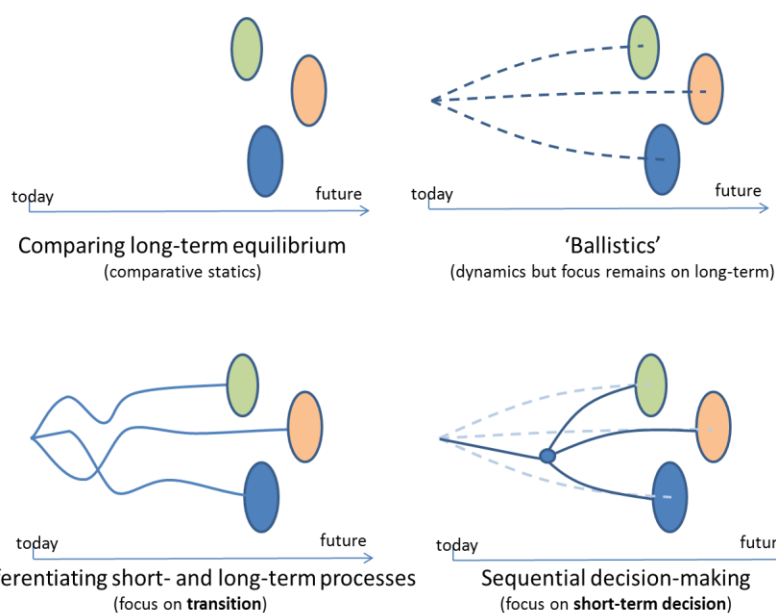 today future
Comparing long-term equilibrium
(comparative statics)
today future
‘Ballistics’
(dynamics but focus remains on long-term)
today future
ferentiating short- and long-term processes
(focus on transition)
today futur
Sequential decision-making
(focus on short-term decision)